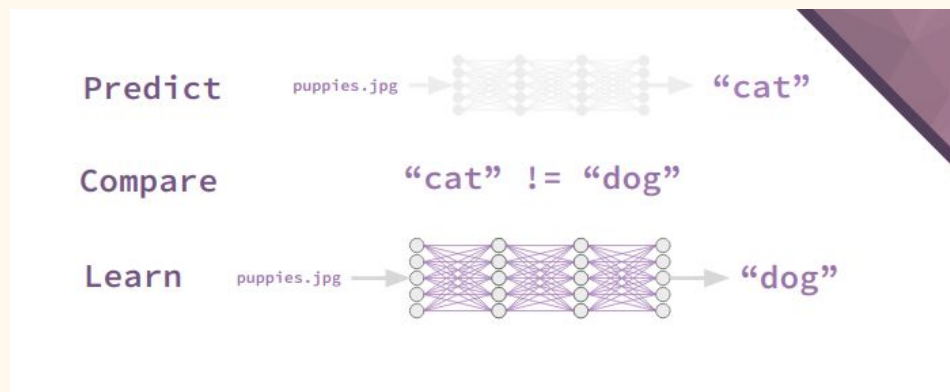 Predict puppies.jpg “cat”
Compare “cat” != “dog”
Learn puppies.jpg “dog”